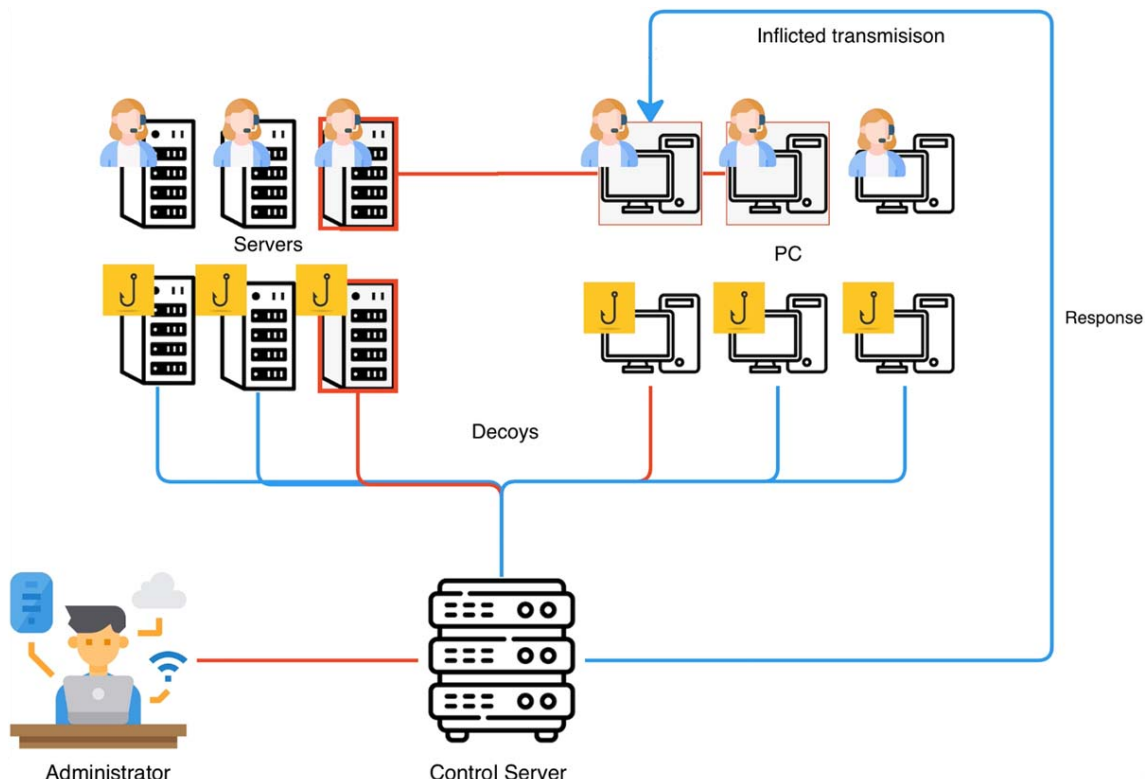 Inflicted transmisison
Servers
PC
Response
Decoys
Administrator
Control Server